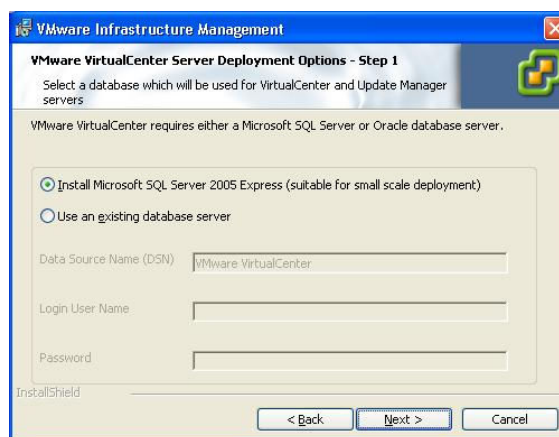 VMware Infrastructure Management
VMware VirtualCenter Server Deployment Options - Step 1
Select a database which will be used for VirtualCenter and Update Manager
servers
VMware VirtualCenter requires either a Microsoft SQL Server or Oracle database server.
Install Microsoft SQL Server 2005 Express (suitable for small scale deployment)
Use an existing database server
Data Source Name (DSN) VMware VirtualCenter
Login User Name
Password
InstallShield
< Back Next > Cancel